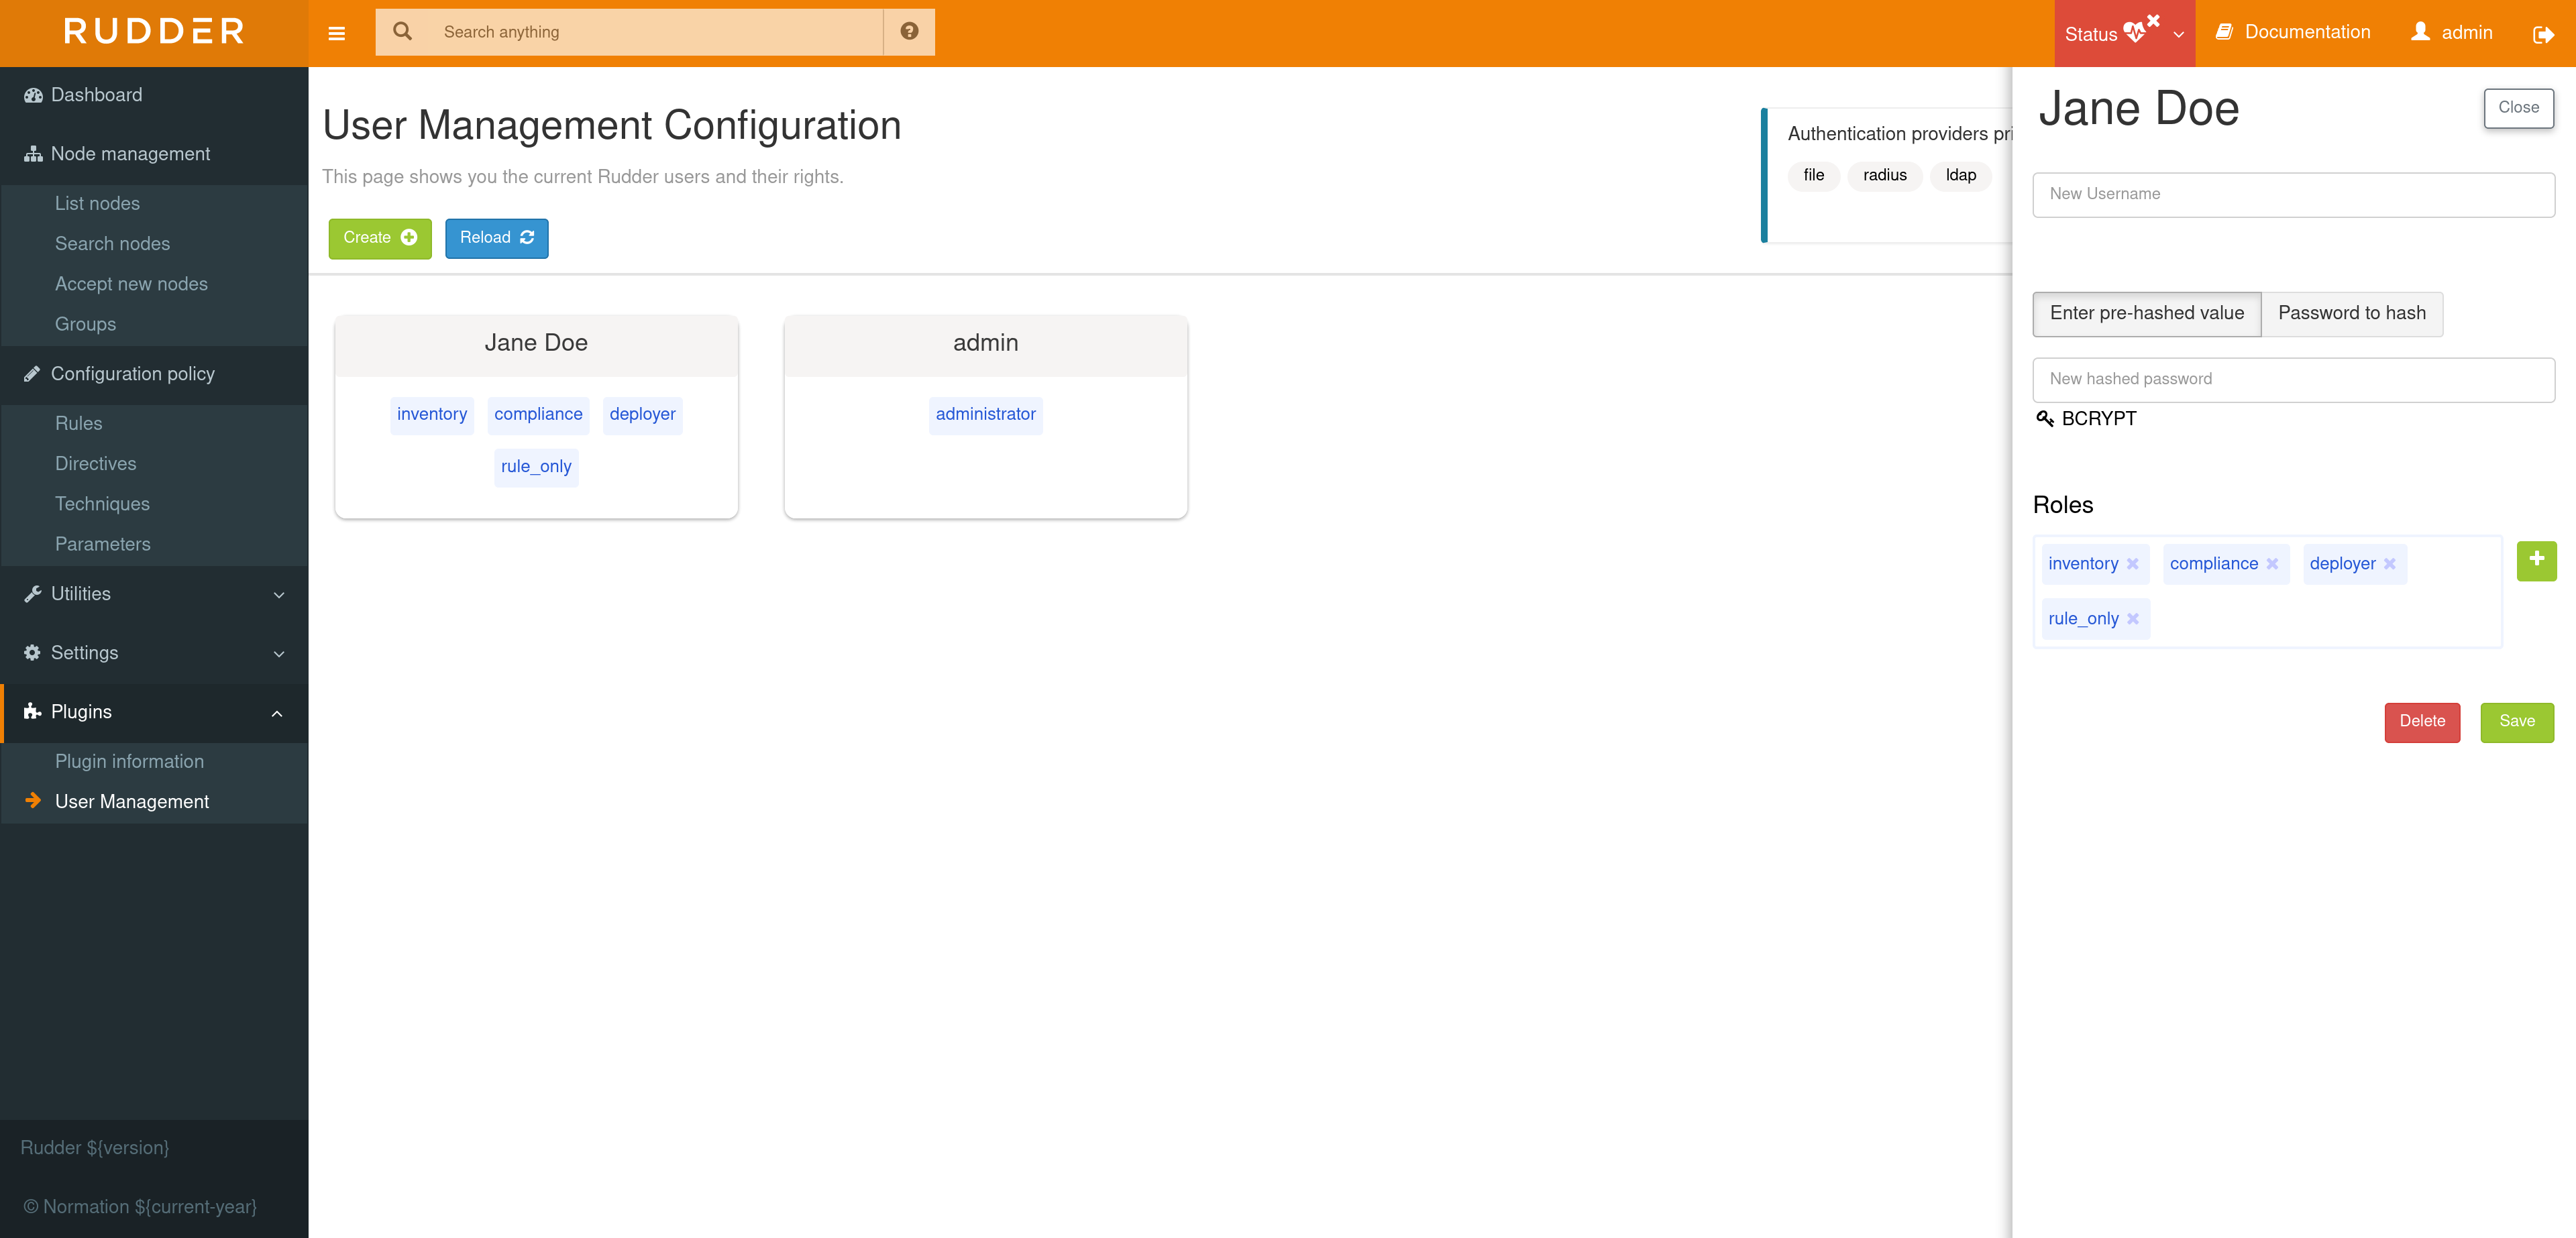 RUDDER
Search anything
Status
Documentation
admin
Dashboard
Node management
List nodes
Search nodes
Accept new nodes
Groups
Configuration policy
Rules
Directives
Techniques
Parameters
Utilities
Settings
Plugins
Plugin information
User Management
Rudder ${version}
© Normation ${current-year}
User Management Configuration
This page shows you the current Rudder users and their rights.
Create
Reload
Authentication providers pri
file radius ldap
Jane Doe
inventory compliance deployer
rule_only
admin
administrator
Jane Doe
Close
New Username
Enter pre-hashed value Password to hash
New hashed password
BCRYPT
Roles
inventory compliance deployer
rule_only
Delete Save